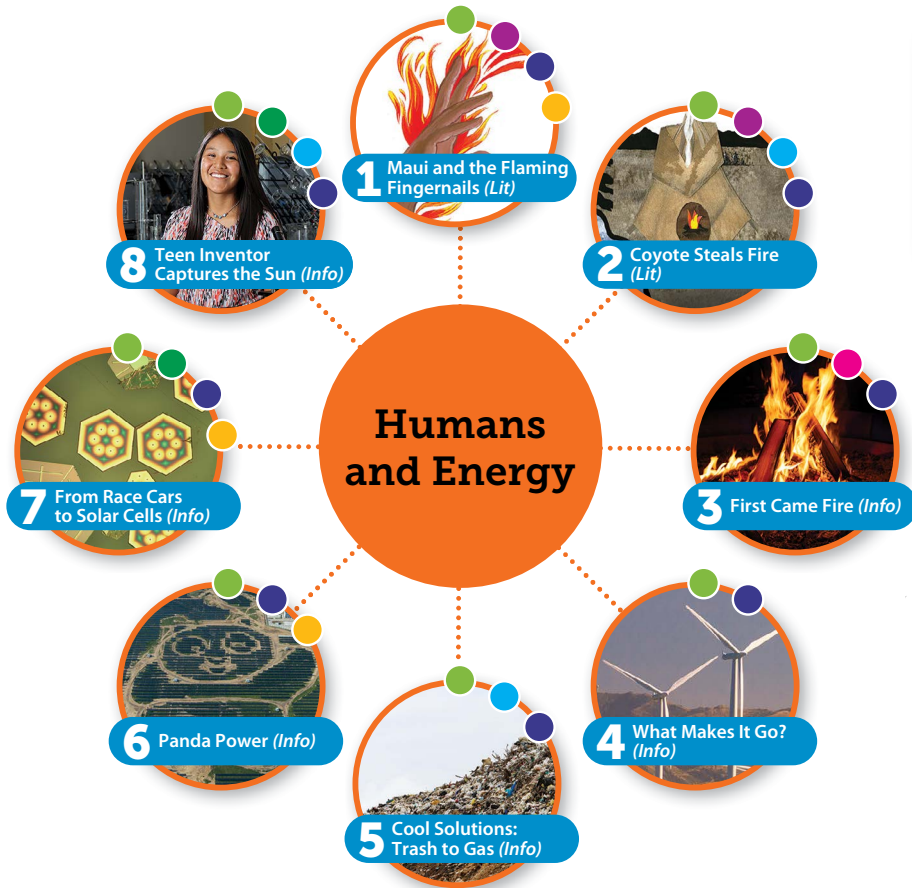 Humans
and Energy
1 Maui and the Flaming
Fingernails (Lit)
2 Coyote Steals Fire
(Lit)
3 First Came Fire (Info)
4 What Makes It Go?
(Info)
5 Cool Solutions:
Trash to Gas (Info)
6 Panda Power (Info)
7 From Race Cars
to Solar Cells (Info)
8 Teen Inventor
Captures the Sun (Info)